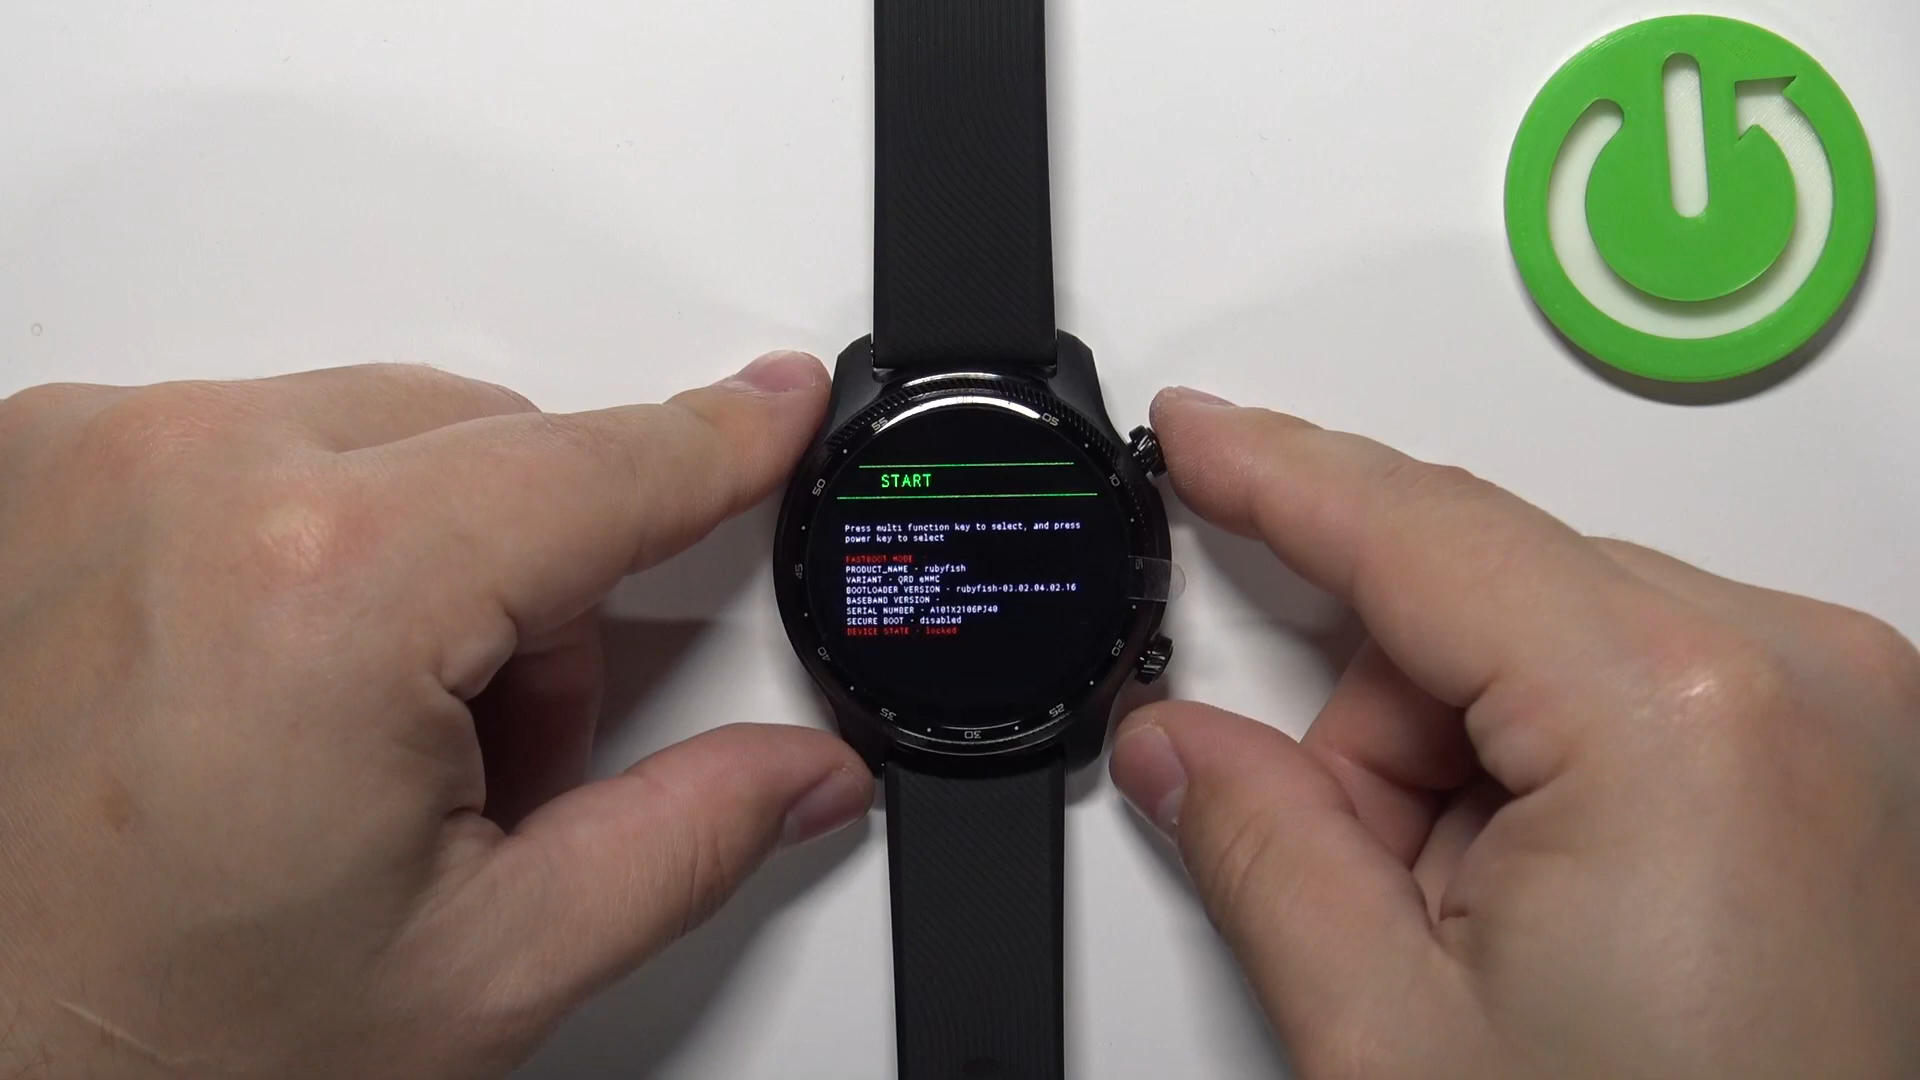 START
Press multi function key to select, and press
power key to select
FASTBOOT MODE -
PRODUCT_NAME - rubyfish
VARIANT - QRD eMMC
BOOTLOADER VERSION - rubyfish-03.02.04.02.16
BASEBAND VERSION -
SERIAL NUMBER - A101X2106PJ40
SECURE BOOT - disabled
DEVICE STATE - locked
55
05
10
15
20
25
30
35
40
45
50